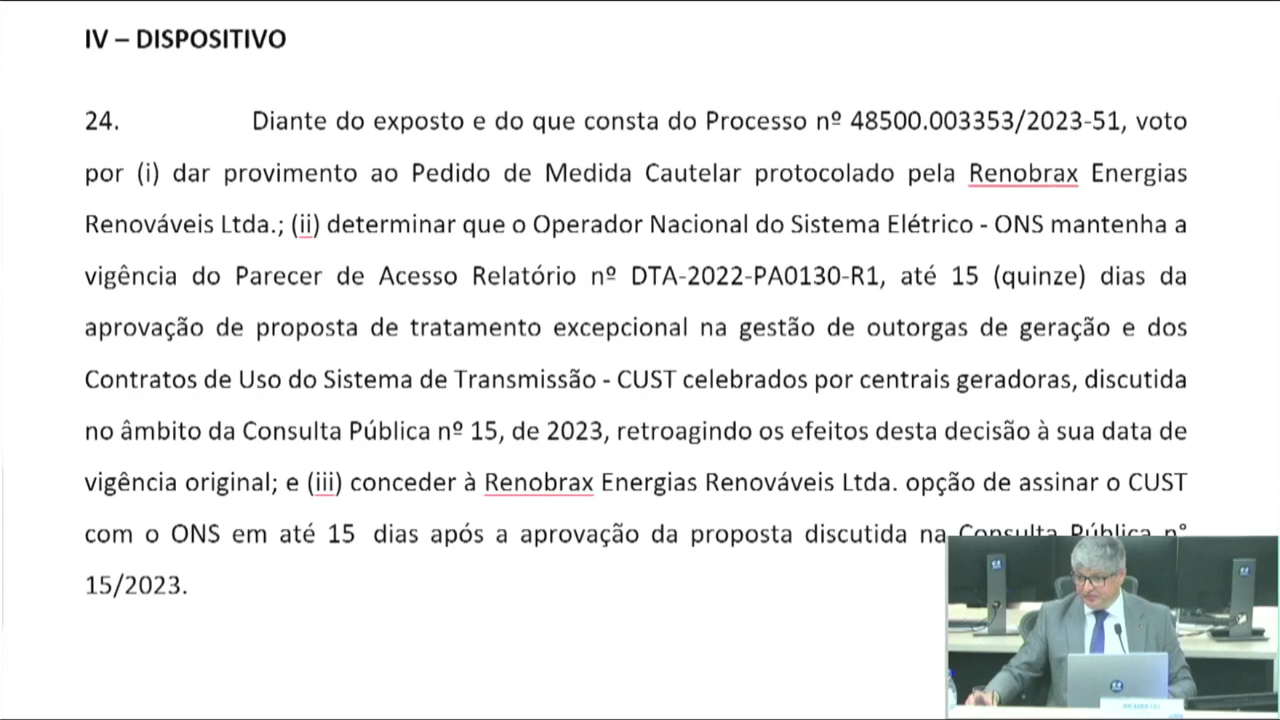 IV – DISPOSITIVO
24. Diante do exposto e do que consta do Processo nº 48500.003353/2023-51, voto
por (i) dar provimento ao Pedido de Medida Cautelar protocolado pela Renobrax Energias
Renováveis Ltda.; (ii) determinar que o Operador Nacional do Sistema Elétrico - ONS mantenha a
vigência do Parecer de Acesso Relatório nº DTA-2022-PA0130-R1, até 15 (quinze) dias da
aprovação de proposta de tratamento excepcional na gestão de outorgas de geração e dos
Contratos de Uso do Sistema de Transmissão - CUST celebrados por centrais geradoras, discutida
no âmbito da Consulta Pública nº 15, de 2023, retroagindo os efeitos desta decisão à sua data de
vigência original; e (iii) conceder à Renobrax Energias Renováveis Ltda. opção de assinar o CUST
com o ONS em até 15 dias após a aprovação da proposta discutida na Consulta Pública n°
15/2023.